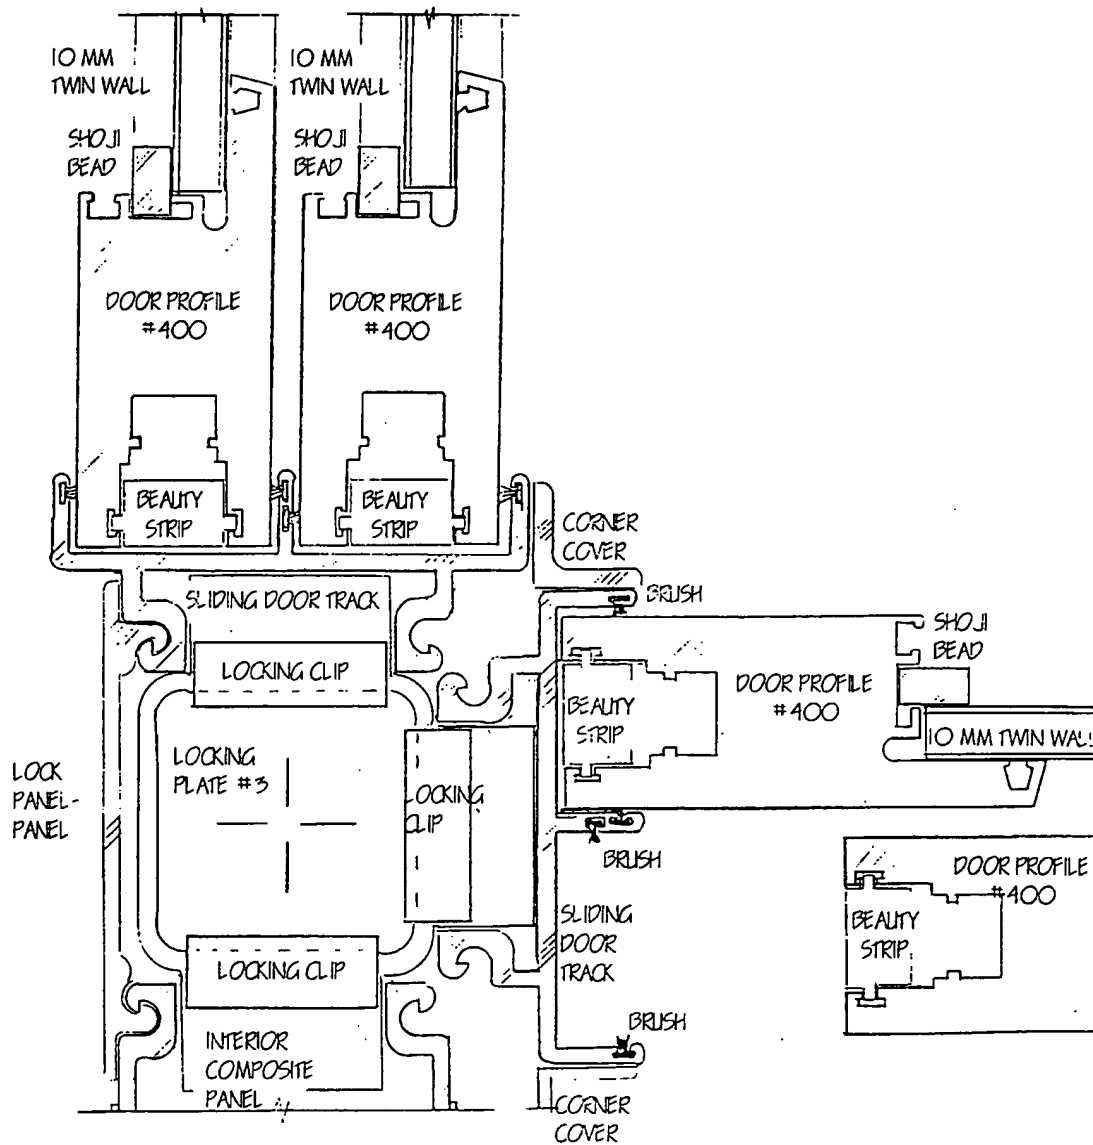 10 MM
TWIN WALL
10 MM
TWIN WALL
SHOJI
BEAD
SHOJI
BEAD
DOOR PROFILE
#400
DOOR PROFILE
#400
BEAUTY
STRIP
BEAUTY
STRIP
CORNER
COVER
SLIDING DOOR TRACK
BRUSH
SHOJI
BEAD
LOCKING CLIP
DOOR PROFILE
#400
BEAUTY
STRIP
10 MM TWIN WALL
LOCKING
PLATE #3
LOCK
PANEL-
PANEL
LOCKING
CLIP
BRUSH
DOOR PROFILE
#400
SLIDING
DOOR
TRACK
BEAUTY
STRIP
LOCKING CLIP
BRUSH
INTERIOR
COMPOSITE
PANEL
CORNER
COVER